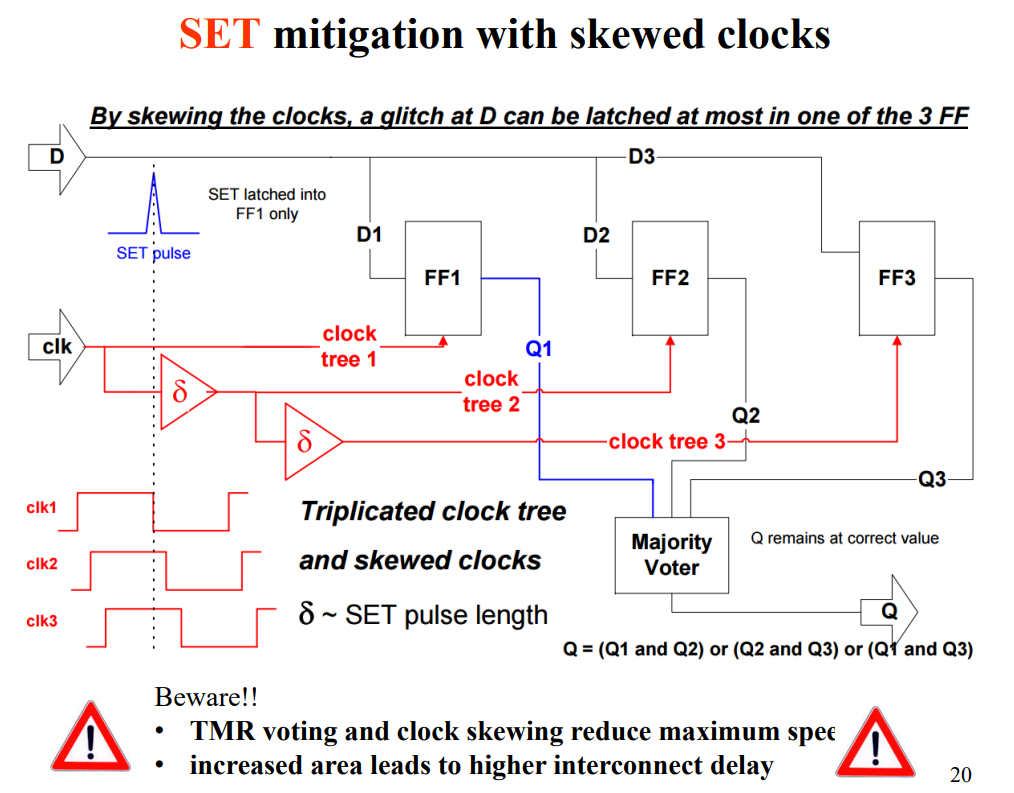 SET mitigation with skewed clocks
By skewing the clocks, a glitch at D can be latched at most in one of the 3 FF
D
D3
SET latched into
FF1 only
SET pulse
D1
D2
FF1
FF2
FF3
clk
clock
tree 1
Q1
δ
clock
tree 2
Q2
δ
clock tree 3
Q3
clk1
clk2
clk3
Triplicated clock tree
and skewed clocks
δ ~ SET pulse length
Majority
Voter
Q remains at correct value
Q
Q = (Q1 and Q2) or (Q2 and Q3) or (Q1 and Q3)
Beware!!
• TMR voting and clock skewing reduce maximum spee
• increased area leads to higher interconnect delay
!
!
20